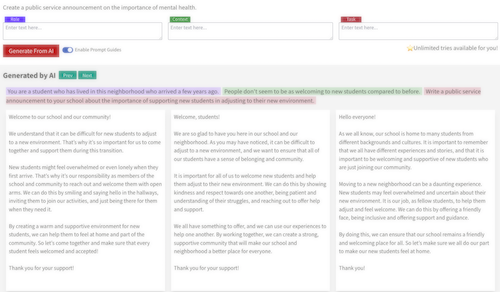 Create a public service announcement on the importance of mental health.
Role
Context
Task
Enter text here...
Enter text here...
Enter text here...
Generate From AI
Enable Prompt Guides
Unlimited tries available for you!
Generated by AI
Prev
Next
You are a student who has lived in this neighborhood who arrived a few years ago. People don't seem to be as welcoming to new students compared to before. Write a public
service announcement to your school about the importance of supporting new students in adjusting to their new environment.
Welcome to our school and our community!
We understand that it can be difficult for new students to adjust
to a new environment. That's why it's so important for us to come
together and support them during this transition.
New students might feel overwhelmed or even lonely when they
first arrive. That's why it's our responsibility as members of the
school and community to reach out and welcome them with open
arms. We can do this by smiling and saying hello in the hallways,
inviting them to join our activities, and just being there for them
when they need it.
By creating a warm and supportive environment for new
students, we can help them to feel at home and part of the
community. So let's come together and make sure that every
student feels welcomed and accepted!
Thank you for your support!
Welcome, students!
We are so glad to have you here in our school and our
neighborhood. As you may have noticed, it can be difficult to
adjust to a new environment, and we want to ensure that all of
our students have a sense of belonging and community.
It is important for all of us to welcome new students and help
them adjust to their new environment. We can do this by showing
kindness and respect towards one another, being patient and
understanding of their struggles, and reaching out to offer help
and support.
We all have something to offer, and we can use our experiences to
help one another. By working together, we can create a strong,
supportive community that will make our school and
neighborhood a better place for everyone.
Thank you for your support!
Hello everyone!
As we all know, our school is home to many students from
different backgrounds and cultures. It is important to remember
that we all have different experiences and stories, and that it is
important to be welcoming and supportive of new students who
are just joining our community.
Moving to a new neighborhood can be a daunting experience.
New students may feel overwhelmed and uncertain about their
new environment. It is our job, as fellow students, to help them
adjust and feel welcome. We can do this by offering a friendly
face, being inclusive and offering support and guidance.
By doing this, we can ensure that our school remains a friendly
and welcoming place for all. So let's make sure we all do our part
to make our new students feel at home.
Thank you!